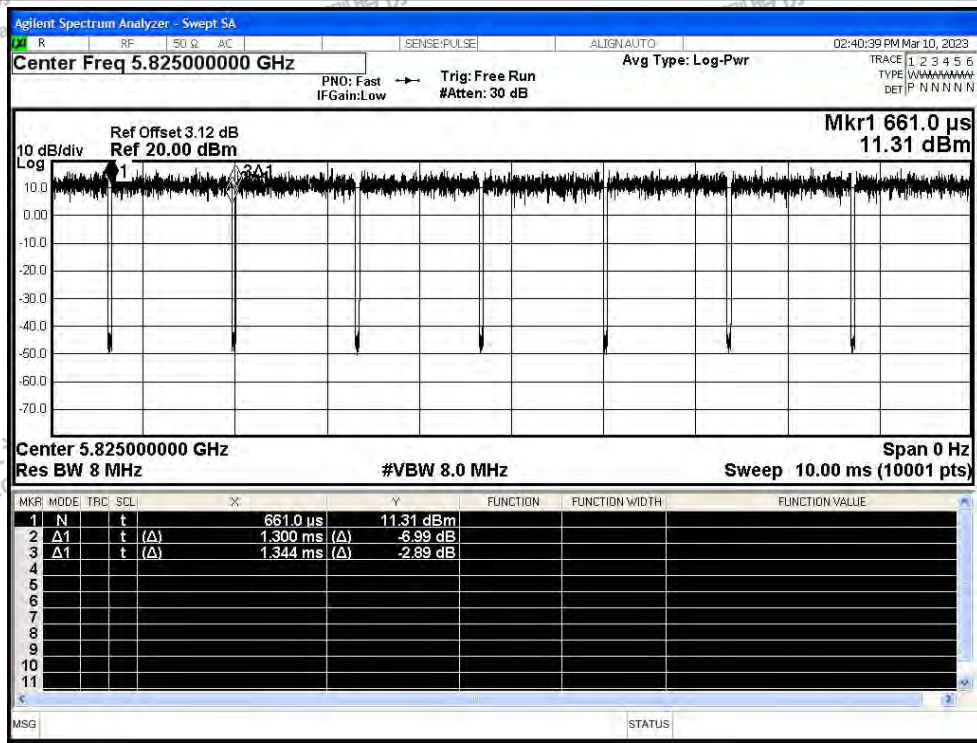 Agilent Spectrum Analyzer - Swept SA
R RF 50 Ω AC SENSE:PULSE ALIGN AUTO 02:40:39 PM Mar 10, 2023
Center Freq 5.825000000 GHz
PNO: Fast
IFGain:Low
Trig: Free Run
#Atten: 30 dB
Avg Type: Log-Pwr
TRACE 1 2 3 4 5 6
TYPE
DET P N N N N N
Ref Offset 3.12 dB
10 dB/div Ref 20.00 dBm
Log
Mkr1 661.0 µs
11.31 dBm
1
3Δ1
10.0
0.00
-10.0
-20.0
-30.0
-40.0
-50.0
-60.0
-70.0
Center 5.825000000 GHz Span 0 Hz
Res BW 8 MHz #VBW 8.0 MHz Sweep 10.00 ms (10001 pts)
MKR MODE TRC SCL X Y FUNCTION FUNCTION WIDTH FUNCTION VALUE
1 N t 661.0 µs 11.31 dBm
2 Δ1 t (Δ) 1.300 ms (Δ) -6.99 dB
3 Δ1 t (Δ) 1.344 ms (Δ) -2.89 dB
4
5
6
7
8
9
10
11
MSG STATUS